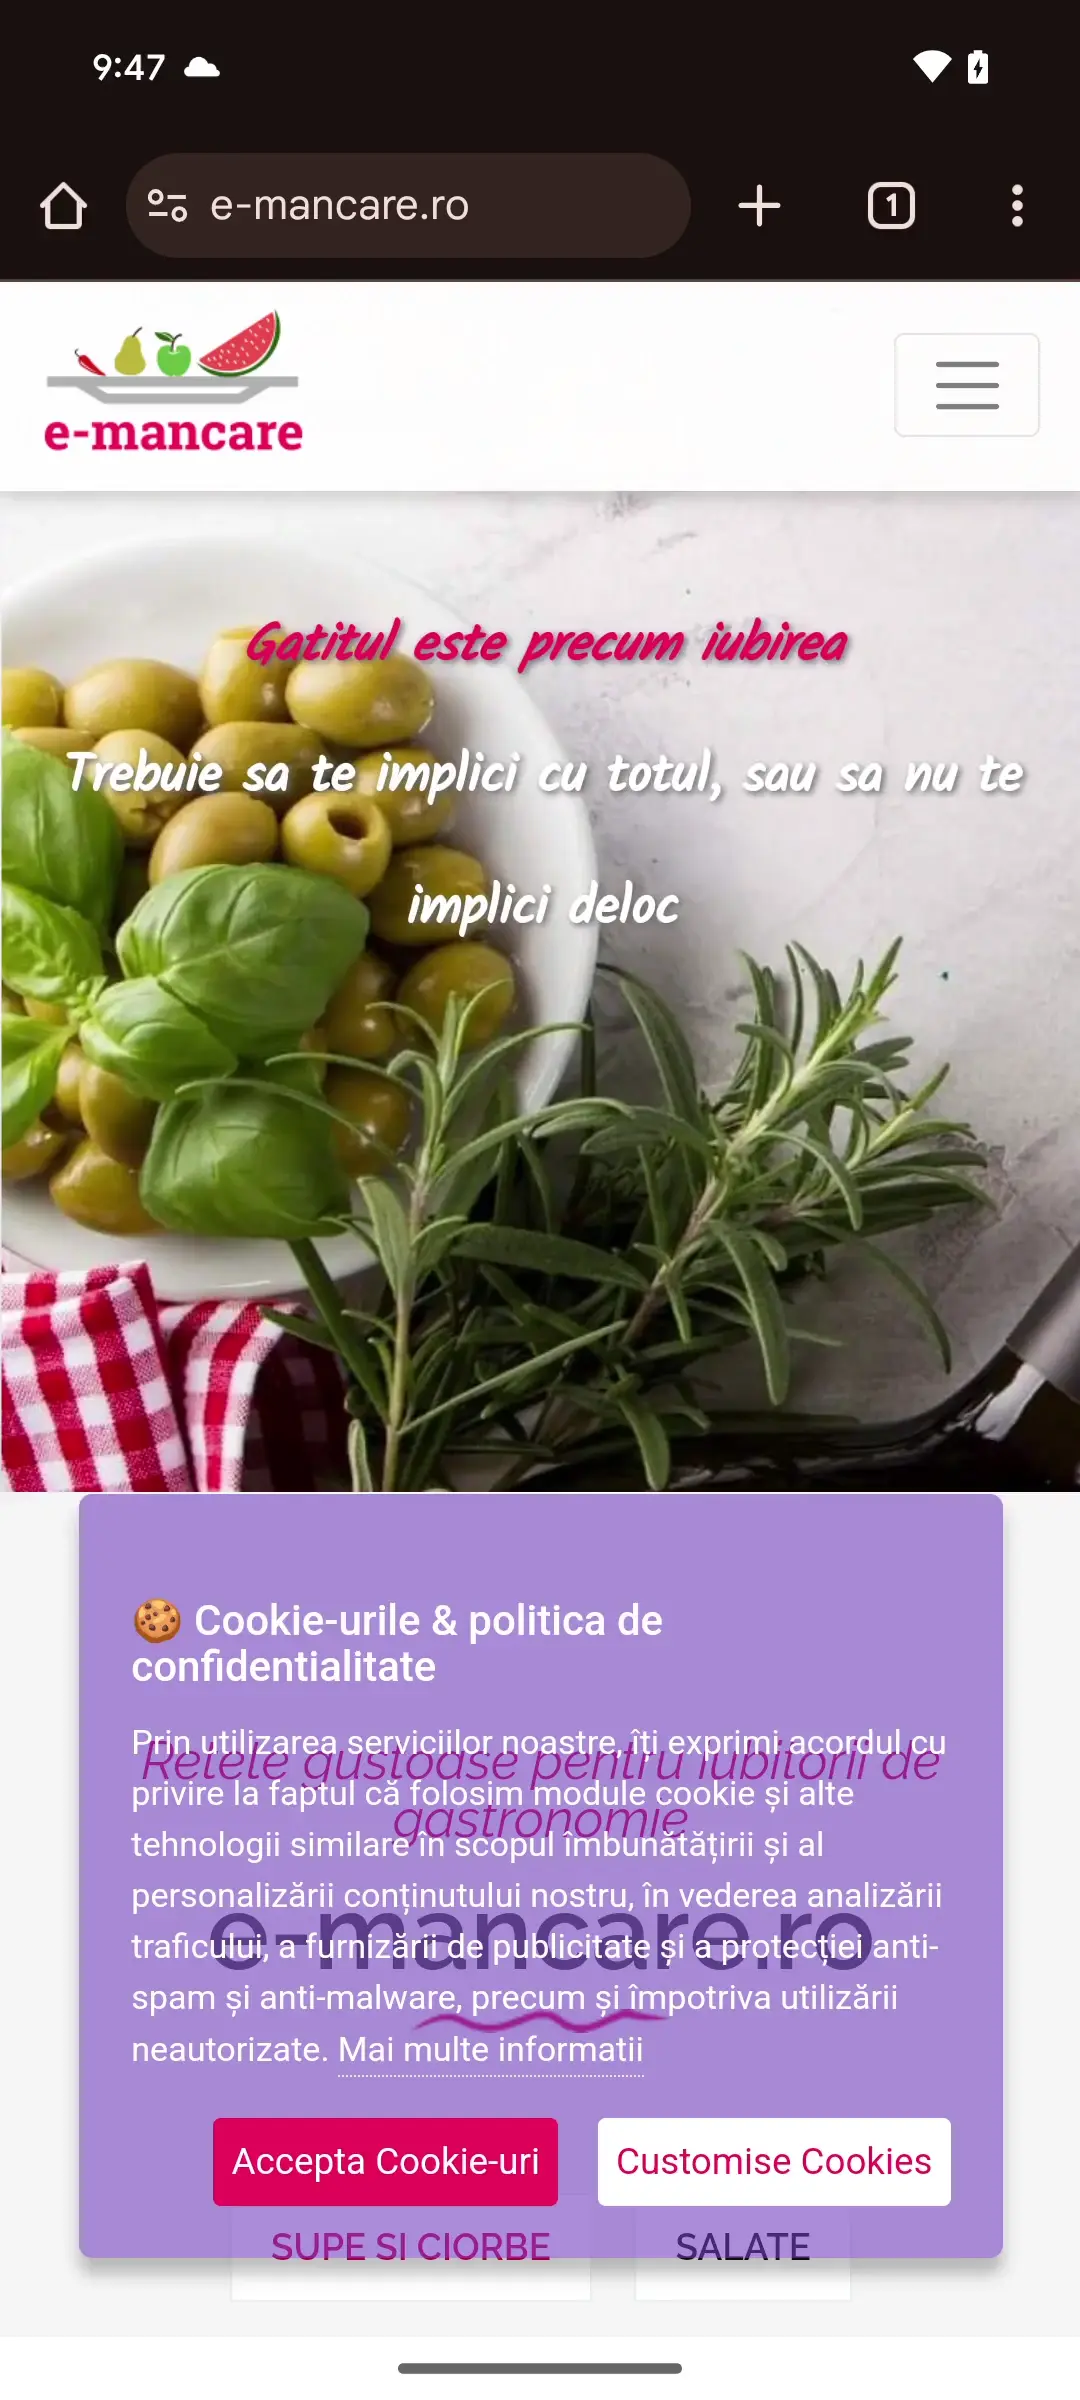 9:47
e-mancare.ro
1
e-mancare
Gatitul este precum iubirea
Trebuie sa te implici cu totul, sau sa nu te
implici deloc
🍪 Cookie-urile & politica de
confidentialitate
Prin utilizarea serviciilor noastre, îți exprimi acordul cu
privire la faptul că folosim module cookie și alte
tehnologii similare în scopul îmbunătățirii și al
personalizării conținutului nostru, în vederea analizării
traficului, a furnizării de publicitate și a protecției anti-
spam și anti-malware, precum și împotriva utilizării
neautorizate. Mai multe informatii
Retete gustoase pentru iubitorii de
gastronomie
e-mancare.ro
Accepta Cookie-uri
Customise Cookies
SUPE SI CIORBE
SALATE